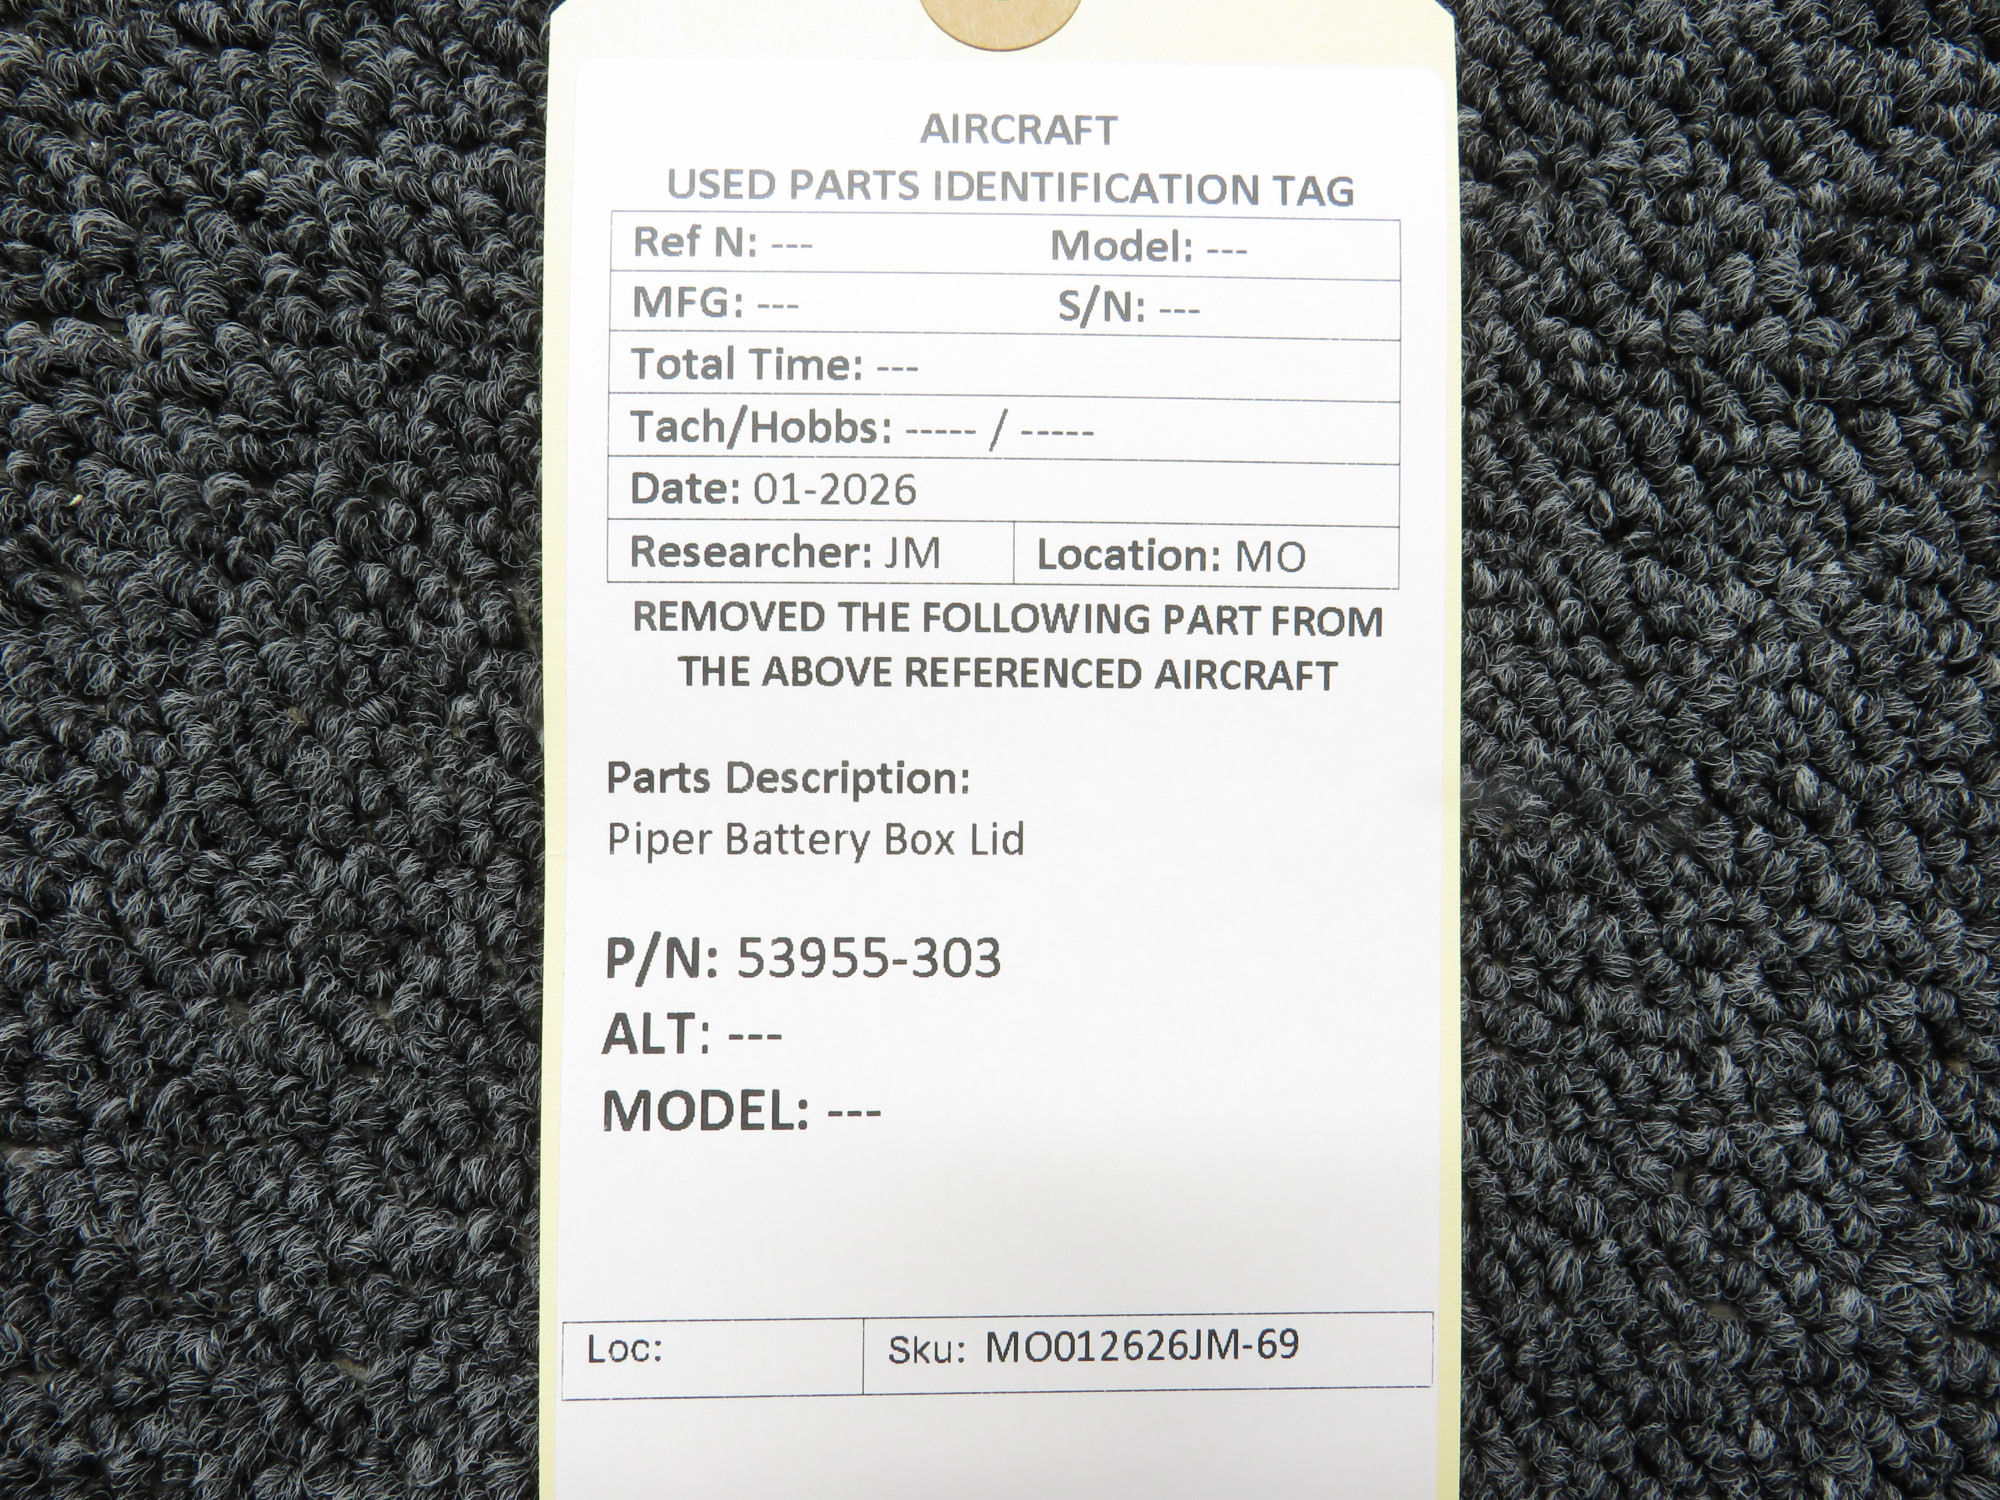 AIRCRAFT
USED PARTS IDENTIFICATION TAG
Ref N: --- Model: ---
MFG: --- S/N: ---
Total Time: ---
Tach/Hobbs: ----- / -----
Date: 01-2026
Researcher: JM Location: MO
REMOVED THE FOLLOWING PART FROM
THE ABOVE REFERENCED AIRCRAFT
Parts Description:
Piper Battery Box Lid
P/N: 53955-303
ALT: ---
MODEL: ---
Loc: Sku: MO012626JM-69